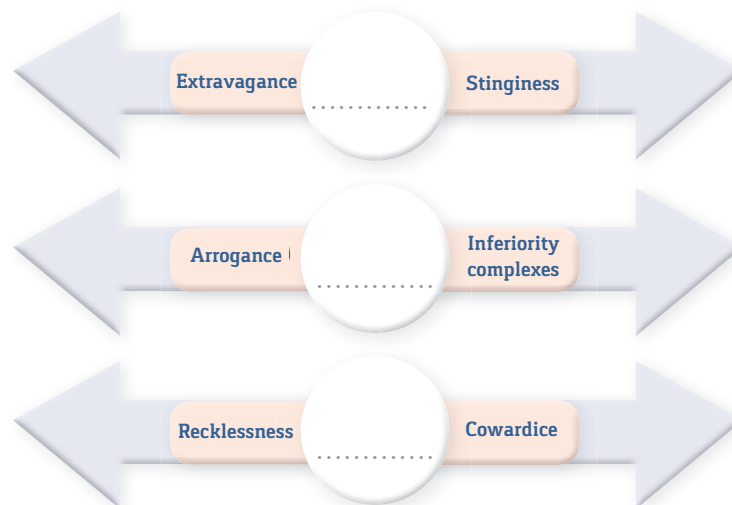 Extravagance
Stinginess
.............
Arrogance
Inferiority
complexes
.............
Recklessness
Cowardice
.............